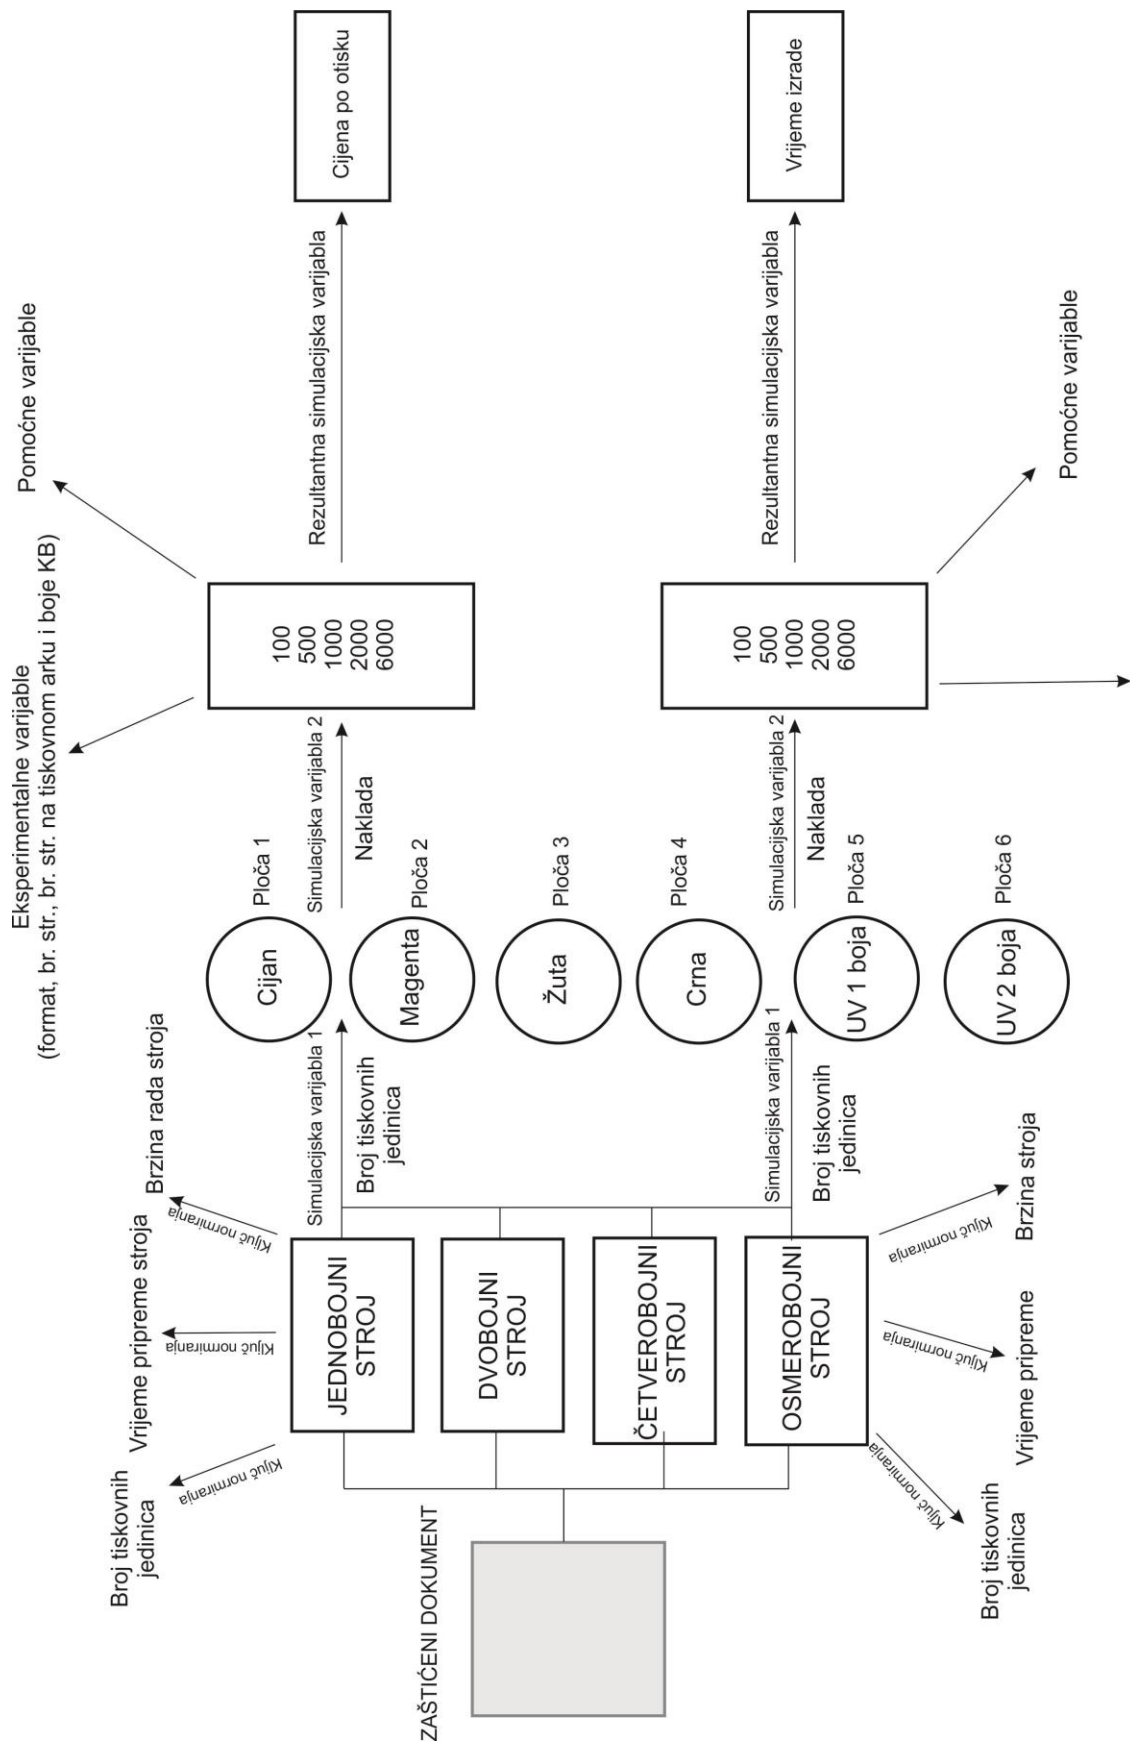 Eksperimentalne varijable
(format, br. str., br. str. na tiskovnom arku i boje KB)
Pomoćne varijable
Broj tiskovnih
jedinica
Vrijeme pripreme stroja
Brzina rada stroja
Ključ normiranja
Ključ normiranja
Ključ normiranja
ZAŠTIĆENI DOKUMENT
JEDNOBOJNI
STROJ
DVOBOJNI
STROJ
ČETVEROBOJNI
STROJ
OSMEROBOJNI
STROJ
Simulacijska varijabla 1
Broj tiskovnih
jedinica
Simulacijska varijabla 1
Broj tiskovnih
jedinica
Cijan
Ploča 1
Magenta
Ploča 2
Žuta
Ploča 3
Crna
Ploča 4
UV 1 boja
Ploča 5
UV 2 boja
Ploča 6
Simulacijska varijabla 2
Naklada
Simulacijska varijabla 2
Naklada
100
500
1000
2000
6000
100
500
1000
2000
6000
Rezultantna simulacijska varijabla
Cijena po otisku
Rezultantna simulacijska varijabla
Vrijeme izrade
Ključ normiranja
Ključ normiranja
Ključ normiranja
Broj tiskovnih
jedinica
Vrijeme pripreme
Brzina stroja
Pomoćne varijable